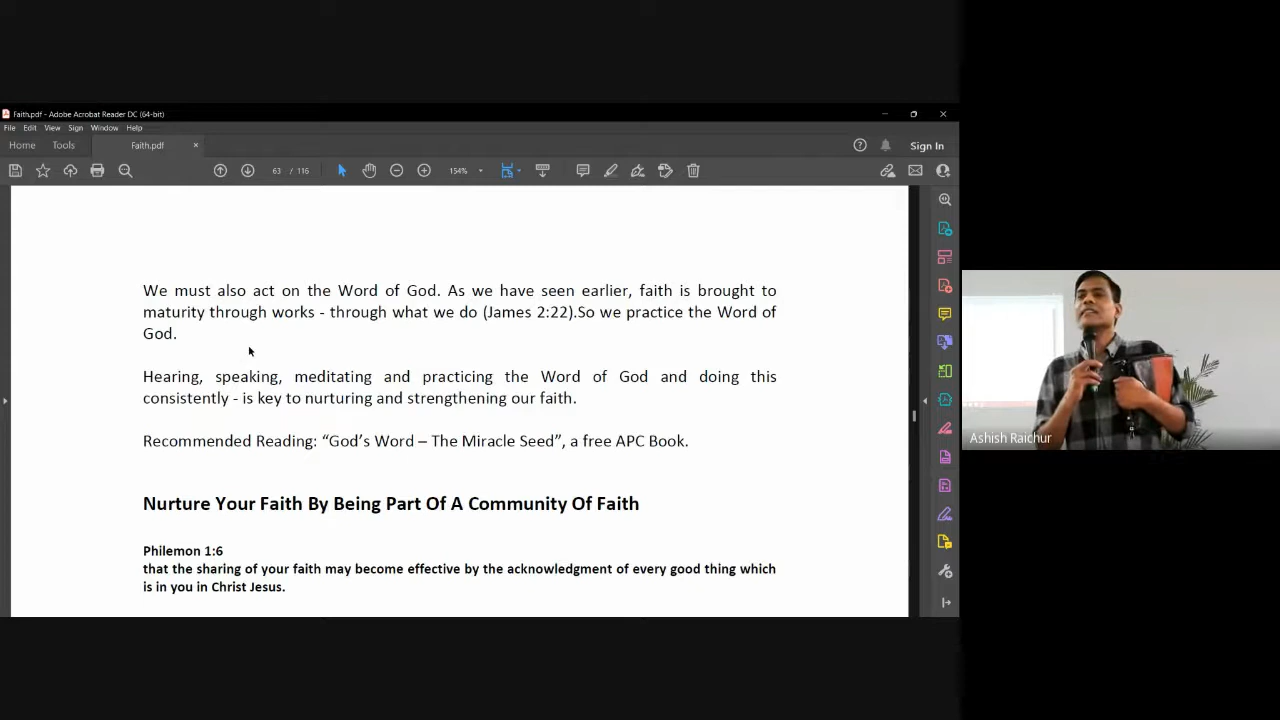 Faith.pdf - Adobe Acrobat Reader DC (64-bit)
File Edit View Sign Window Help
Home Tools Faith.pdf × Sign In
63 / 116 154%
We must also act on the Word of God. As we have seen earlier, faith is brought to
maturity through works - through what we do (James 2:22).So we practice the Word of
God.
Hearing, speaking, meditating and practicing the Word of God and doing this
consistently - is key to nurturing and strengthening our faith.
Recommended Reading: “God’s Word – The Miracle Seed”, a free APC Book.
Nurture Your Faith By Being Part Of A Community Of Faith
Philemon 1:6
that the sharing of your faith may become effective by the acknowledgment of every good thing which
is in you in Christ Jesus.
Ashish Raichur